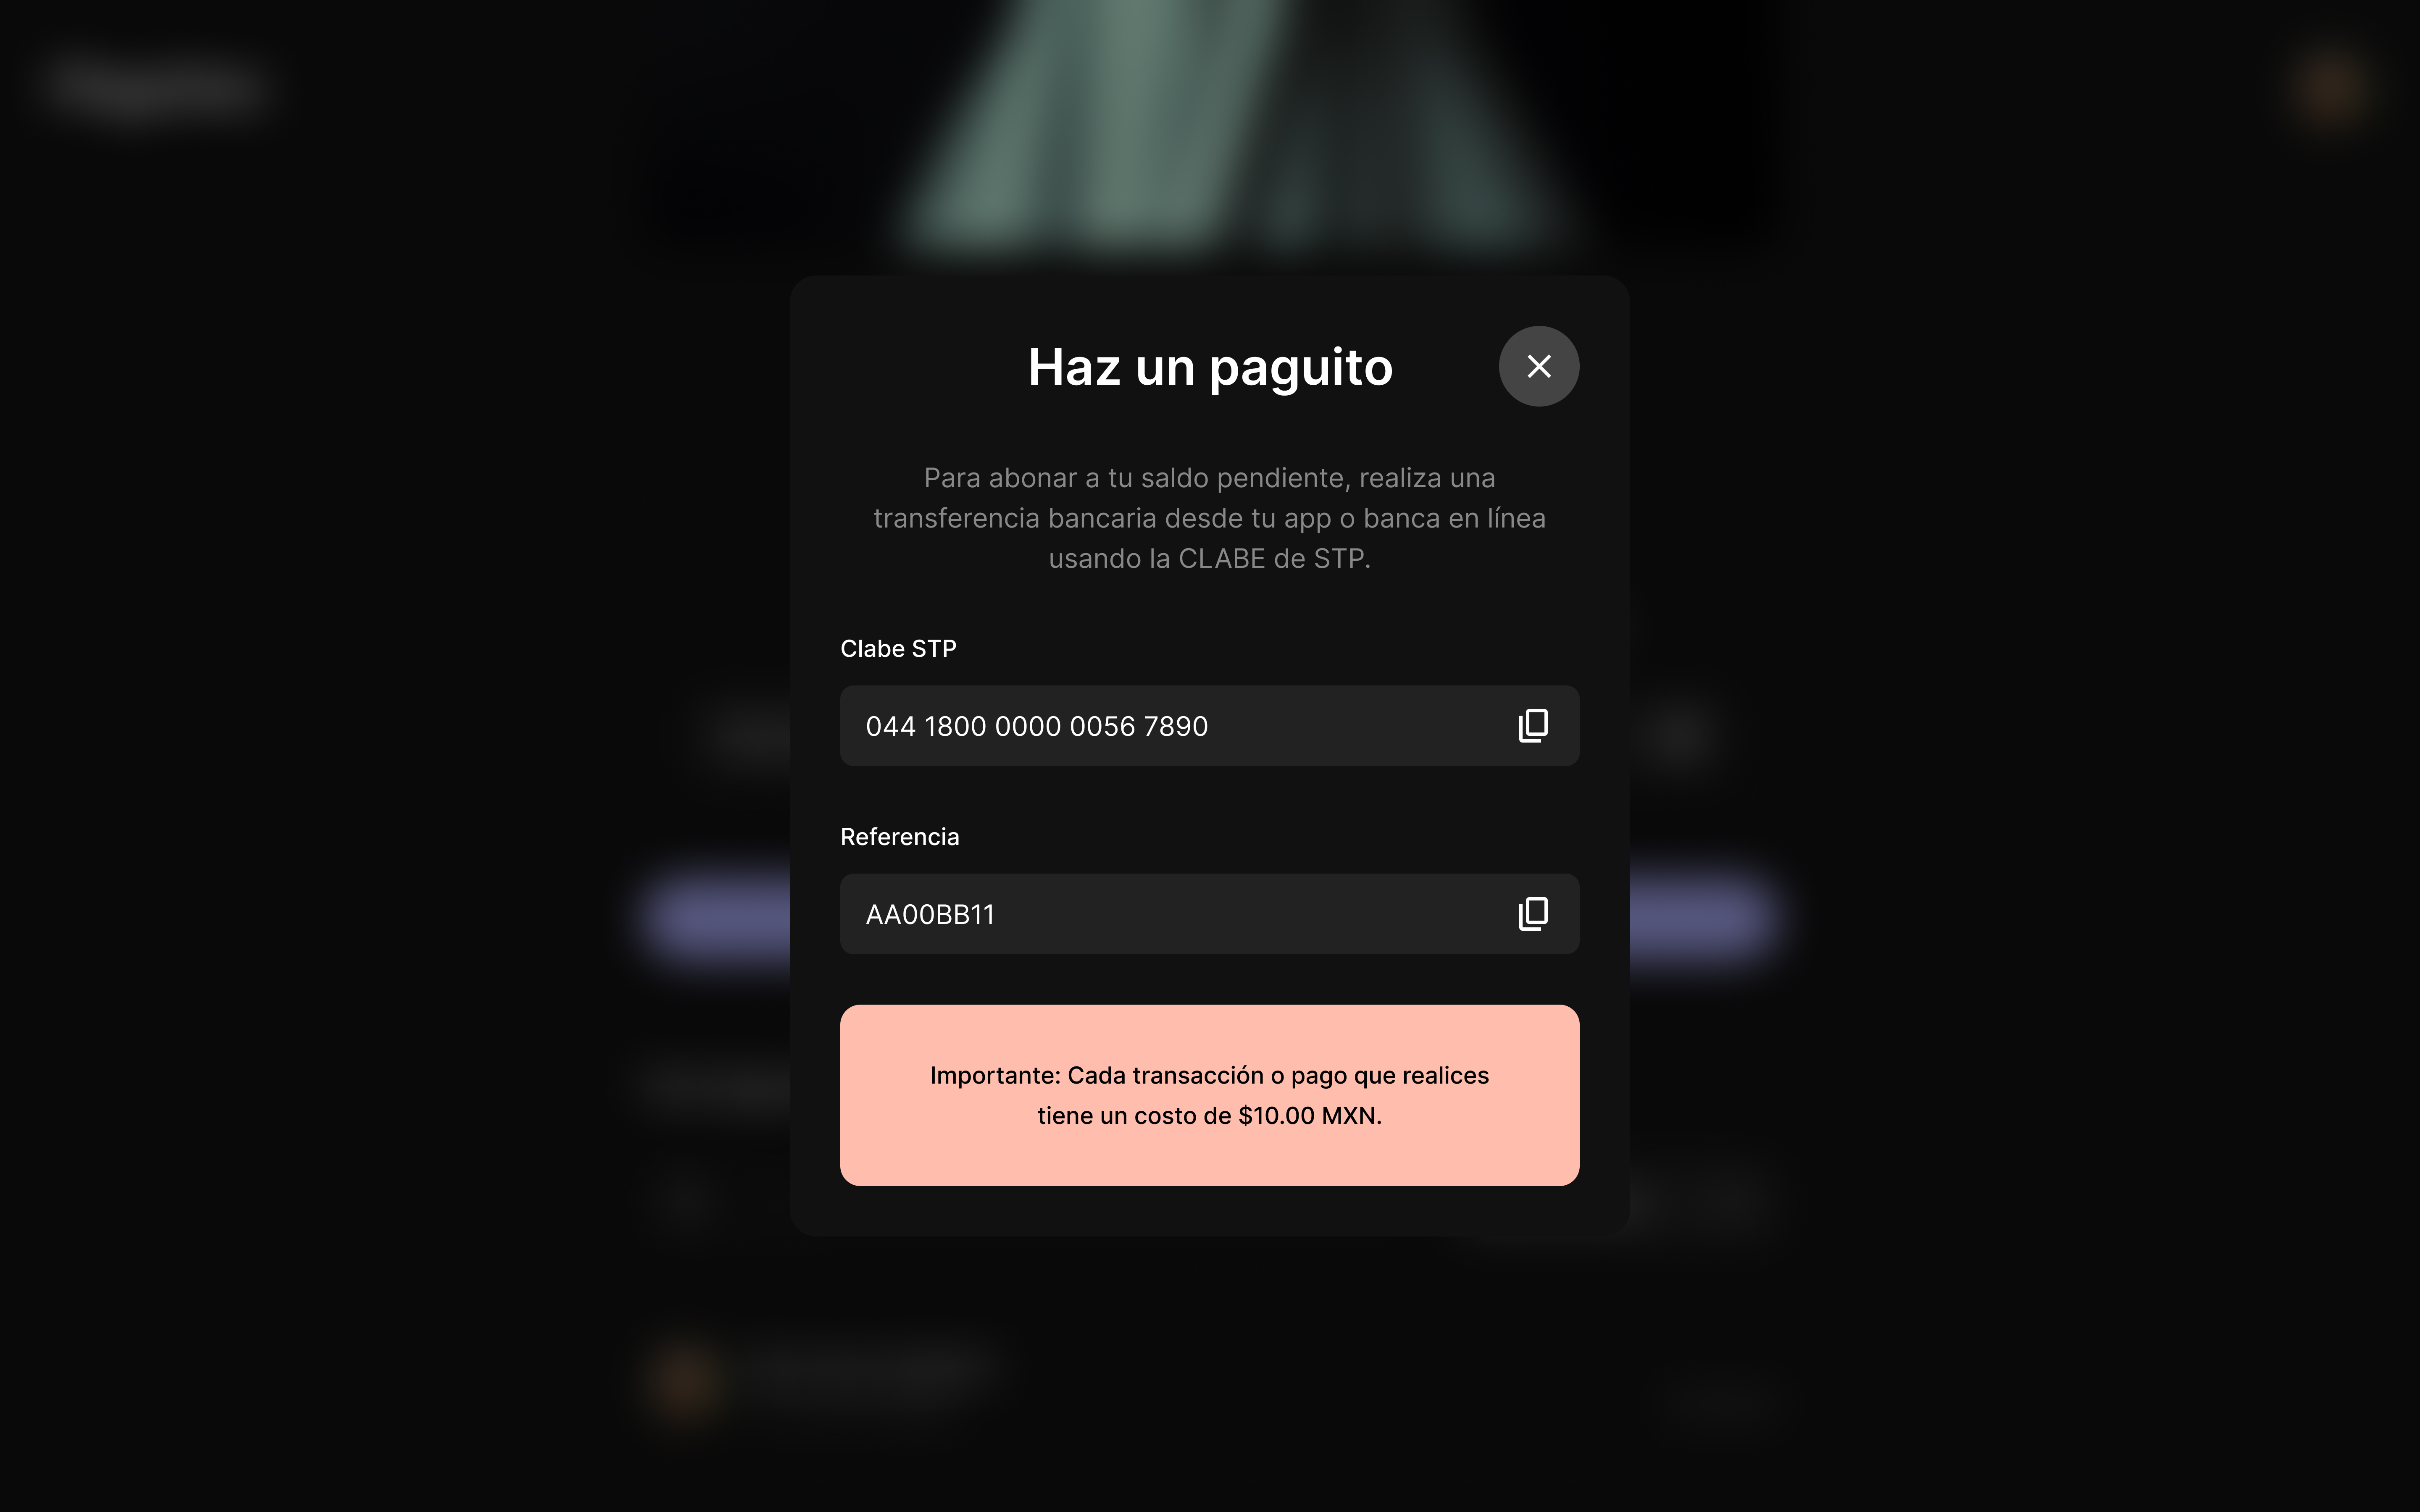 Haz un paguito
Para abonar a tu saldo pendiente, realiza una
transferencia bancaria desde tu app o banca en línea
usando la CLABE de STP.
Clabe STP
044 1800 0000 0056 7890
Referencia
AA00BB11
Importante: Cada transacción o pago que realices
tiene un costo de $10.00 MXN.